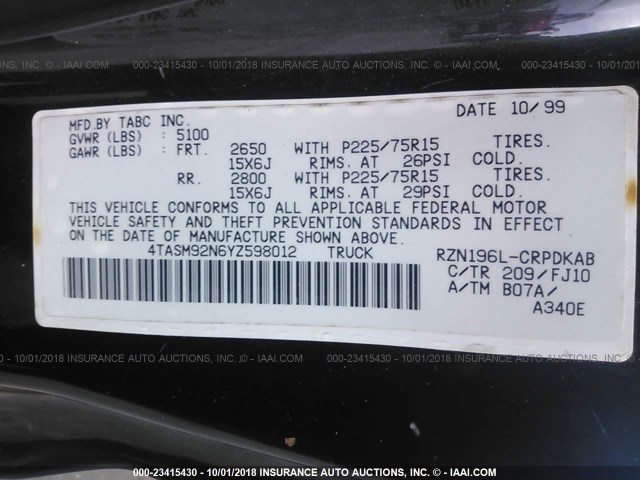 000-23415430 - 10/01/2018 INSURANCE AUTO AUCTIONS, INC. - © IAAI.COM
DATE 10/99
MFD.BY TABC INC.
GVWR (LBS) : 5100
GAWR (LBS) : FRT. 2650 WITH P225/75R15 TIRES.
15X6J RIMS. AT 26PSI COLD.
RR. 2800 WITH P225/75R15 TIRES.
15X6J RIMS. AT 29PSI COLD.
THIS VEHICLE CONFORMS TO ALL APPLICABLE FEDERAL MOTOR
VEHICLE SAFETY AND THEFT PREVENTION STANDARDS IN EFFECT
ON THE DATE OF MANUFACTURE SHOWN ABOVE.
4TASM92N6YZ598012 TRUCK RZN196L-CRPDKAB
C/TR 209/FJ10
A/TM B07A/
A340E
000-23415430 - 10/01/2018 INSURANCE AUTO AUCTIONS, INC. - © IAAI.COM
000-23415430 - 10/01/2018 INSURANCE AUTO AUCTIONS, INC. - © IAAI.COM